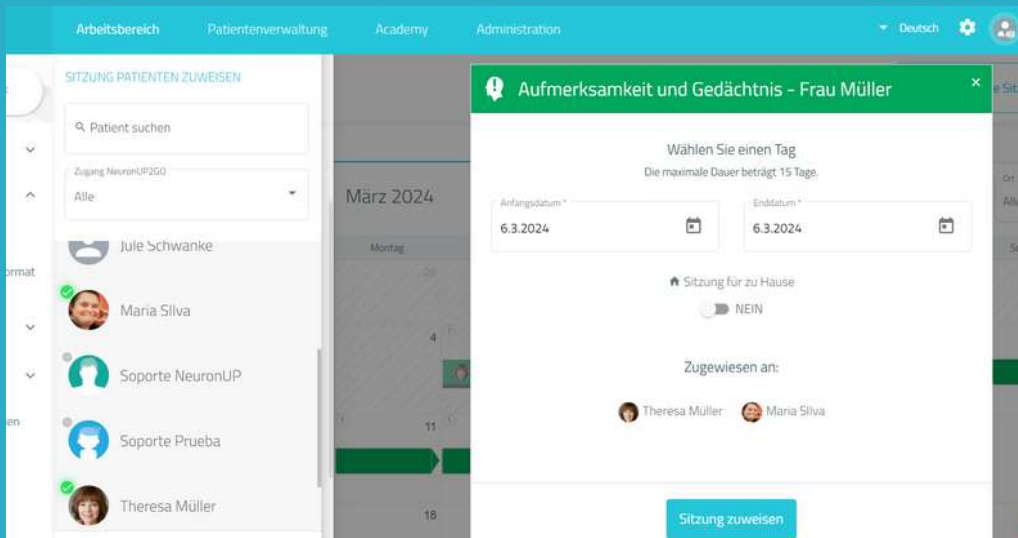 Arbeitsbereich
Patientenverwaltung
Academy
Administration
Deutsch
SITZUNG PATIENTEN ZUWEISEN
Patient suchen
Zugang NeuronUP2GO
Alle
Jule Schwanke
Maria SIlva
Soporte NeuronUP
Soporte Prueba
Theresa Müller
März 2024
Montag
26
4
11
18
Aufmerksamkeit und Gedächtnis - Frau Müller
Wählen Sie einen Tag
Die maximale Dauer beträgt 15 Tage.
Anfangsdatum *
6.3.2024
Enddatum *
6.3.2024
Sitzung für zu Hause
NEIN
Zugewiesen an:
Theresa Müller
Maria SIlva
Sitzung zuweisen
Ort